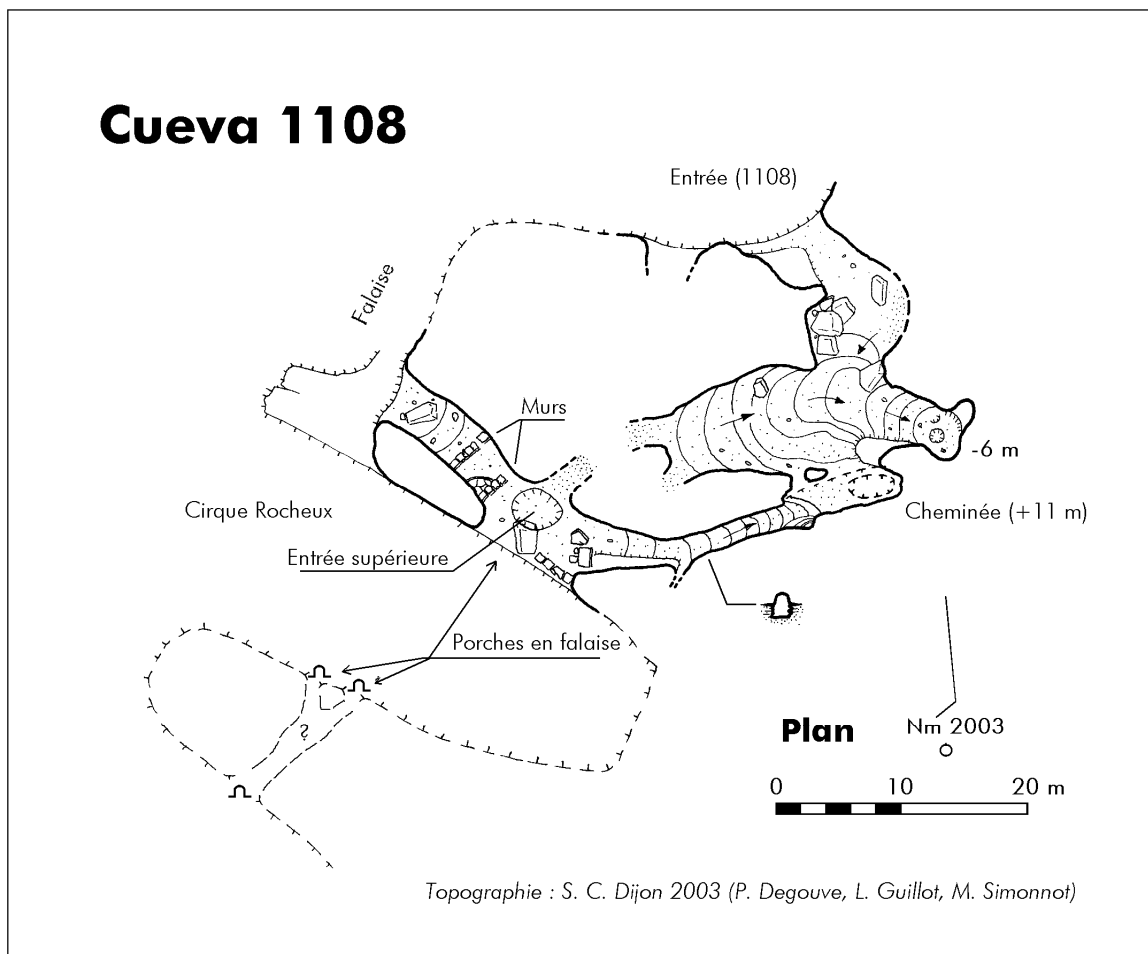 Cueva 1108
Entrée (1108)
Falaise
Murs
-6 m
Cirque Rocheux
Cheminée (+11 m)
Entrée supérieure
Porches en falaise
?
Plan
Nm 2003
0 10 20 m
Topographie : S. C. Dijon 2003 (P. Degouve, L. Guillot, M. Simonnot)